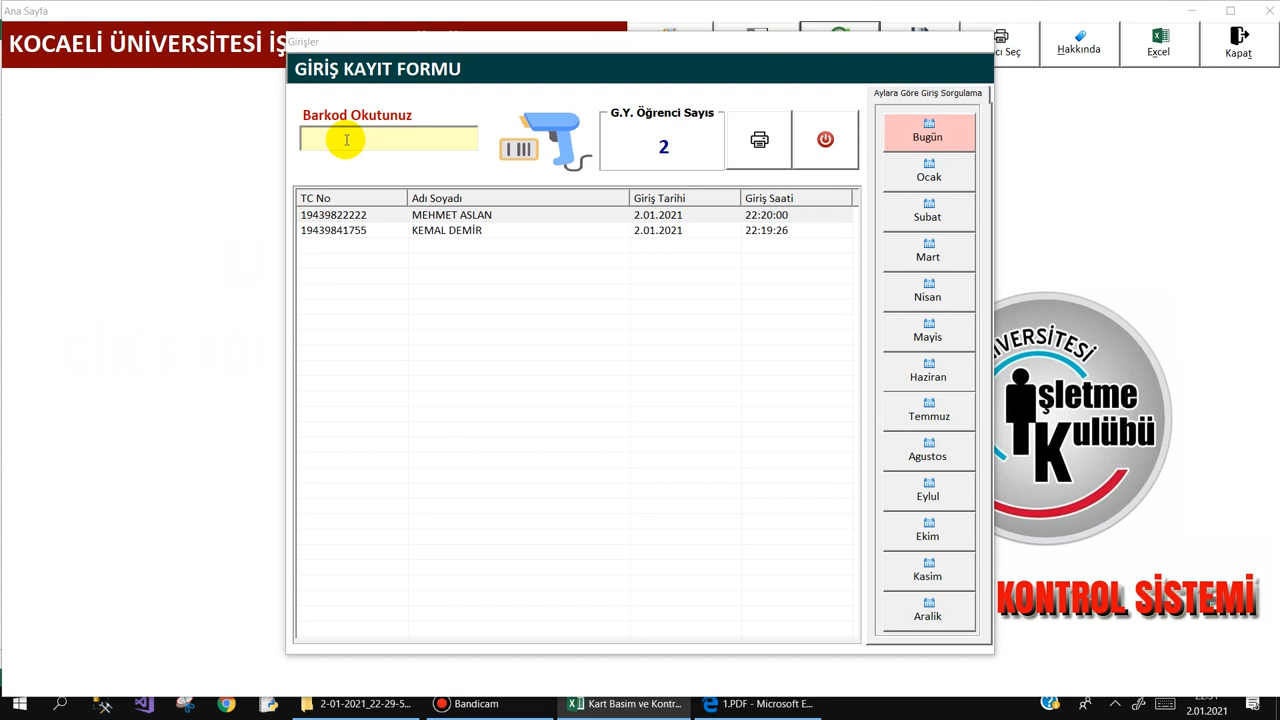 Ana Sayfa
KOCAELİ ÜNİVERSİTESİ İŞ
Girişler
Hakkında
Excel
Kapat
GİRİŞ KAYIT FORMU
Barkod Okutunuz
G.Y. Öğrenci Sayıs
2
Aylara Göre Giriş Sorgulama
TC No Adı Soyadı Giriş Tarihi Giriş Saati
19439822222 MEHMET ASLAN 2.01.2021 22:20:00
19439841755 KEMAL DEMİR 2.01.2021 22:19:26
Bugün
Ocak
Subat
Mart
Nisan
Mayis
Haziran
Temmuz
Agustos
Eylul
Ekim
Kasim
Aralik
VERSİTESİ
işletme
Kulübü
KONTROL SİSTEMİ
2-01-2021_22-29-5...
Bandicam
Kart Basim ve Kontr...
1.PDF - Microsoft E...
2.01.2021